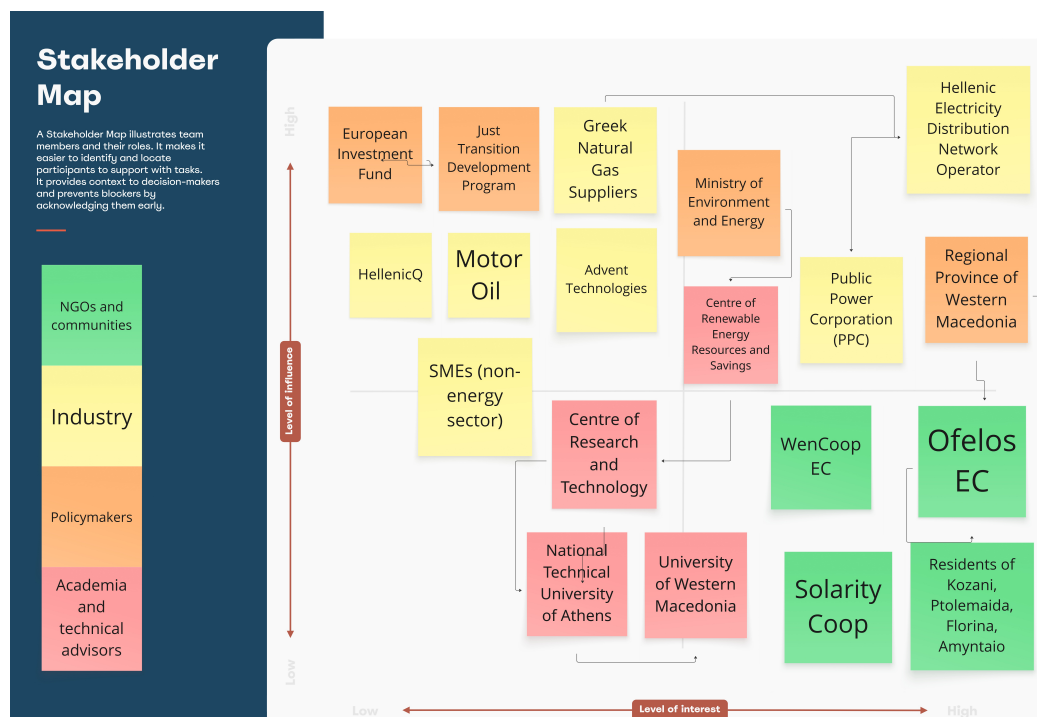 Stakeholder
Map
A Stakeholder Map illustrates team
members and their roles. It makes it
easier to identify and locate
participants to support with tasks.
It provides context to decision-makers
and prevents blockers by
acknowledging them early.
NGOs and
communities
Industry
Policymakers
Academia
and
technical
advisors
High
Level of influence
Low
European
Investment
Fund
Just
Transition
Development
Program
Greek
Natural
Gas
Suppliers
Ministry of
Environment
and Energy
Hellenic
Electricity
Distribution
Network
Operator
HellenicQ
Motor
Oil
Advent
Technologies
Centre of
Renewable
Energy
Resources and
Savings
Public
Power
Corporation
(PPC)
Regional
Province of
Western
Macedonia
SMEs (non-
energy
sector)
Centre of
Research
and
Technology
WenCoop
EC
Ofelos
EC
National
Technical
University
of Athens
University
of Western
Macedonia
Solarity
Coop
Residents of
Kozani,
Ptolemaida,
Florina,
Amyntaio
Low
Level of interest
High